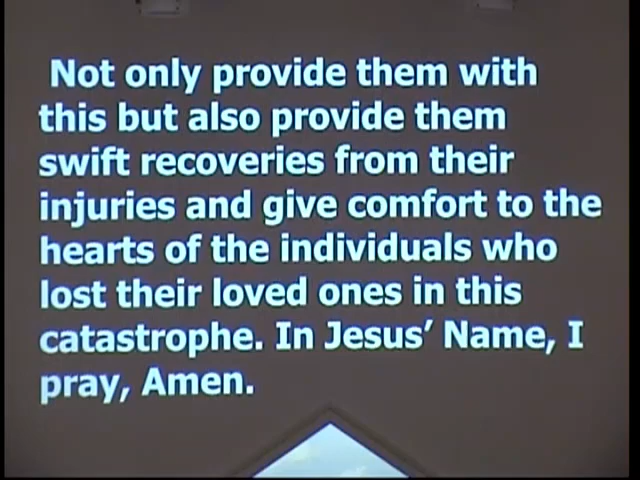 Not only provide them with
this but also provide them
swift recoveries from their
injuries and give comfort to the
hearts of the individuals who
lost their loved ones in this
catastrophe. In Jesus’ Name, I
pray, Amen.